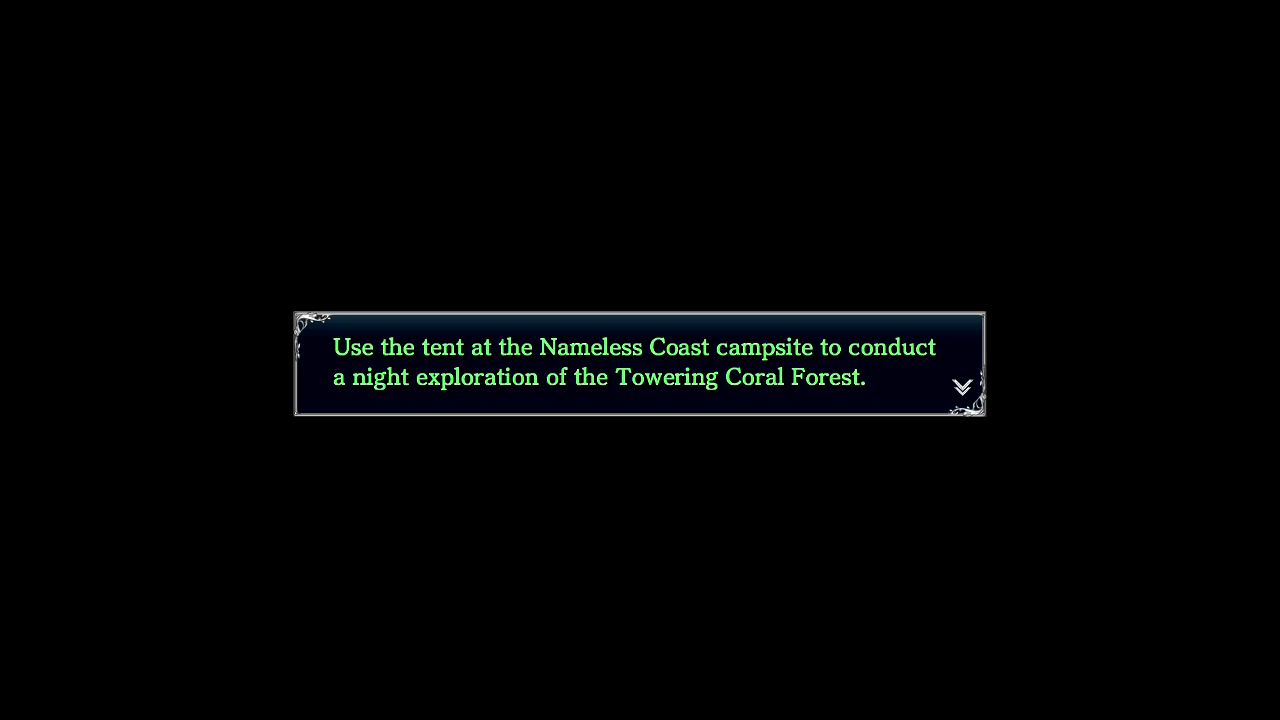 Use the tent at the Nameless Coast campsite to conduct
a night exploration of the Towering Coral Forest.